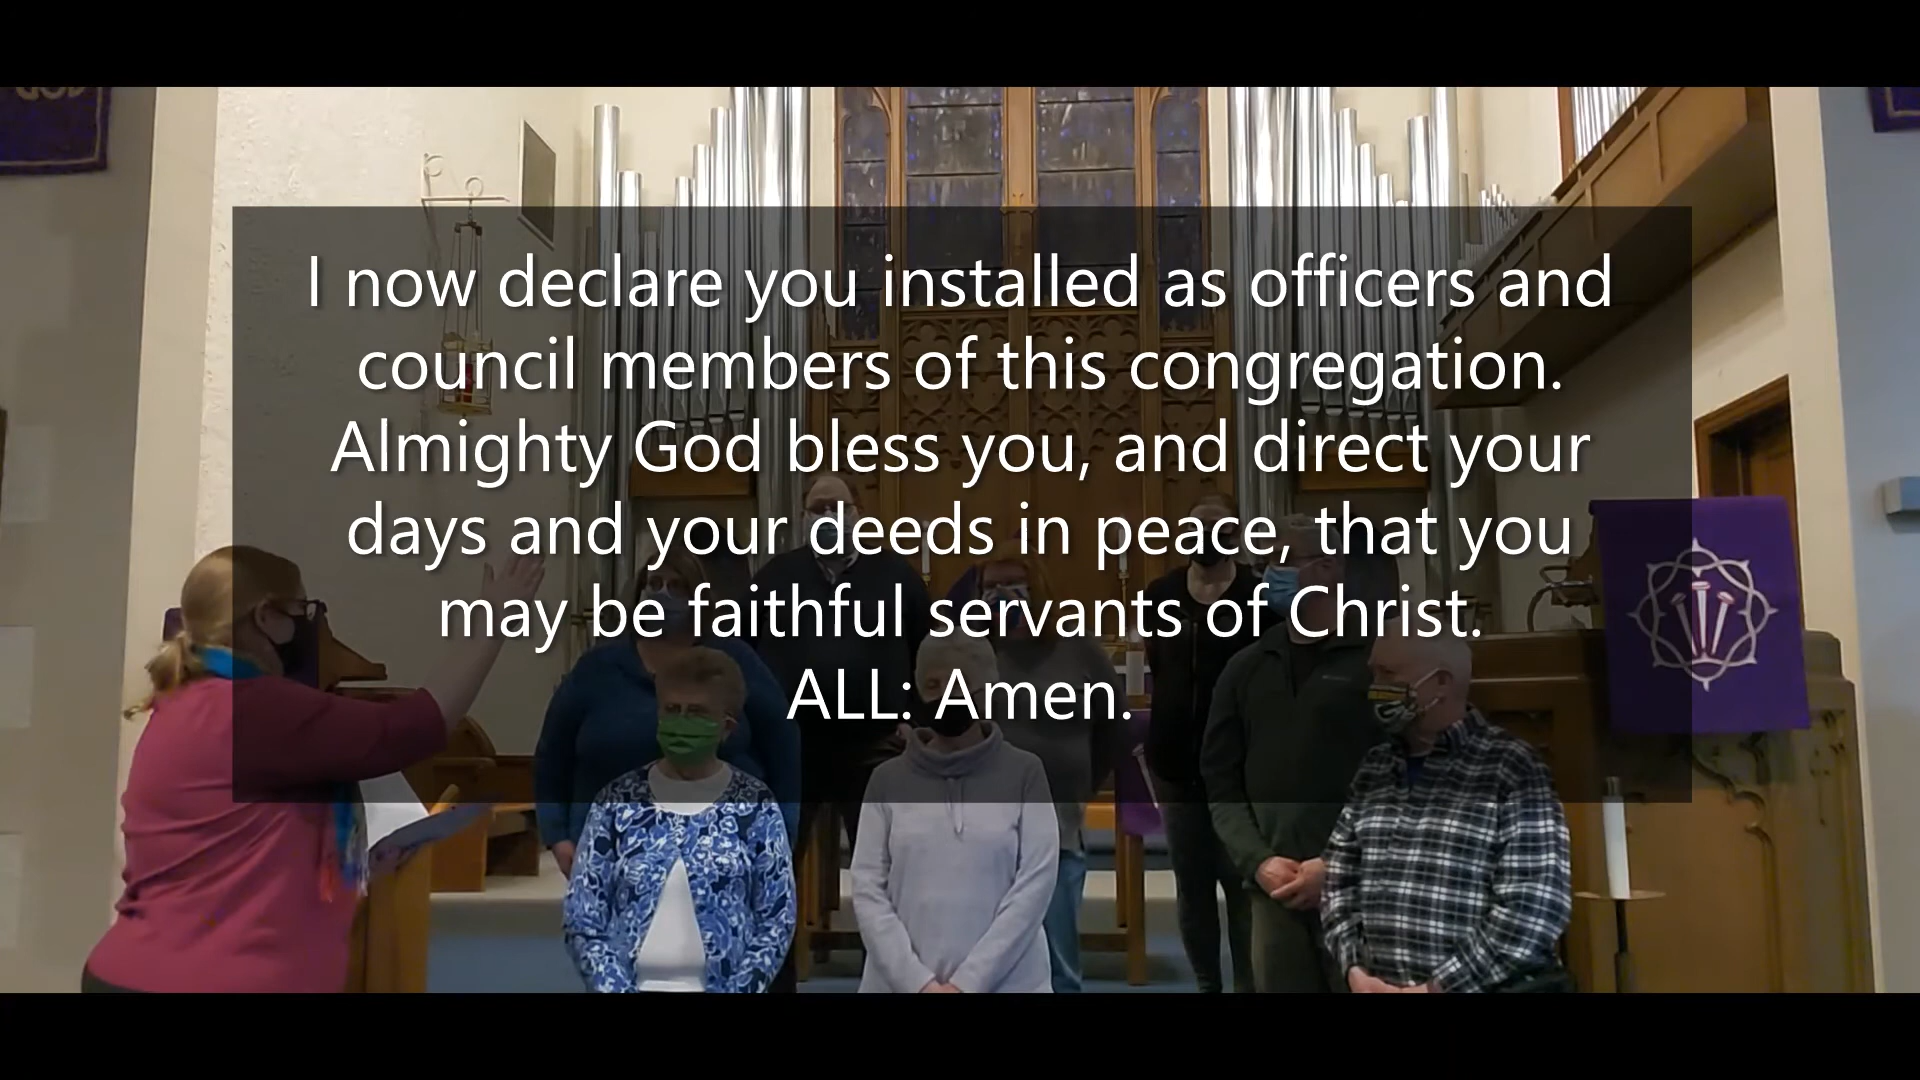 GOD
I now declare you installed as officers and
council members of this congregation.
Almighty God bless you, and direct your
days and your deeds in peace, that you
may be faithful servants of Christ.
ALL: Amen.